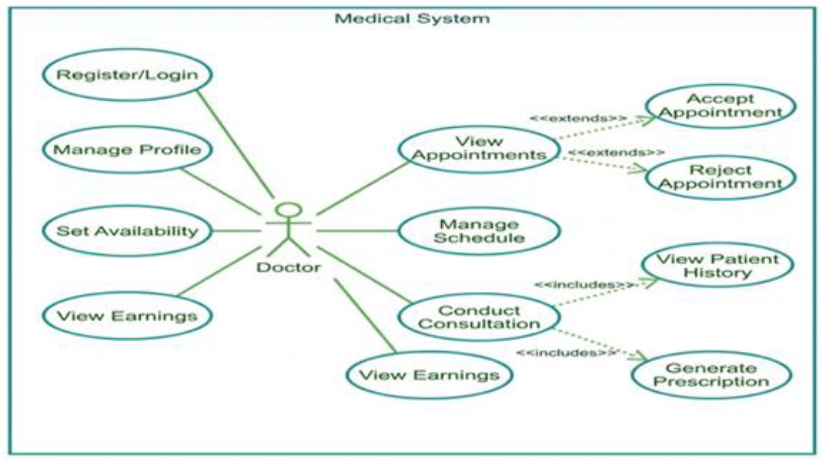 Medical System
Register/Login
Manage Profile
Set Availability
View Earnings
Doctor
View
Appointments
<<extends>>
<<extends>>
Accept
Appointment
Reject
Appointment
Manage
Schedule
Conduct
Consultation
<<includes>>
<<includes>>
View Patient
History
Generate
Prescription
View Earnings